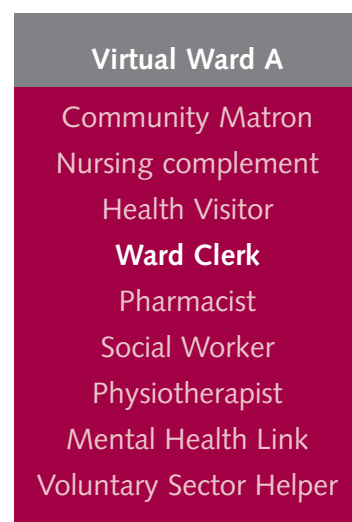 Virtual Ward A
Community Matron
Nursing complement
Health Visitor
Ward Clerk
Pharmacist
Social Worker
Physiotherapist
Mental Health Link
Voluntary Sector Helper